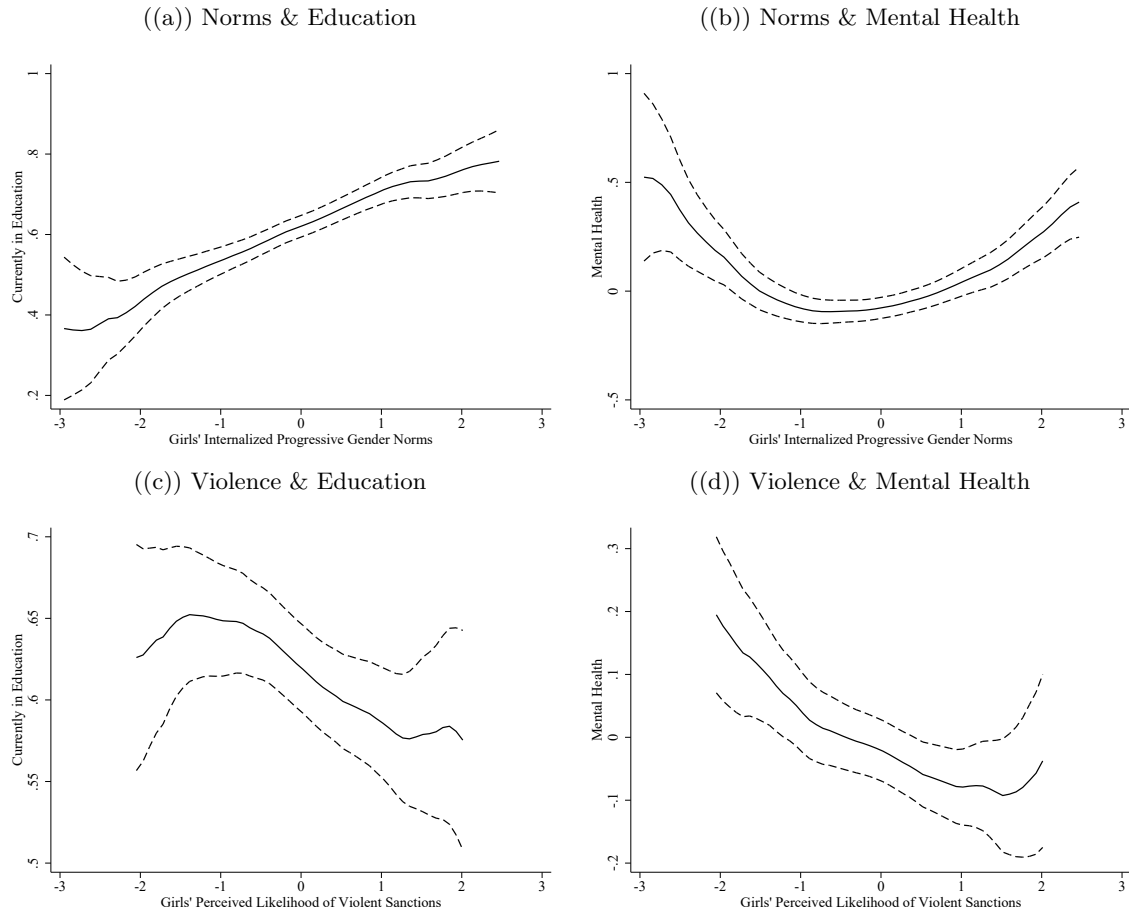 ((a)) Norms & Education
((b)) Norms & Mental Health
Currently in Education
.2 .4 .6 .8 1
-3 -2 -1 0 1 2 3
Girls' Internalized Progressive Gender Norms
Mental Health
-.5 0 .5 1
-3 -2 -1 0 1 2 3
Girls' Internalized Progressive Gender Norms
((c)) Violence & Education
((d)) Violence & Mental Health
Currently in Education
.5 .55 .6 .65 .7
-3 -2 -1 0 1 2 3
Girls' Perceived Likelihood of Violent Sanctions
Mental Health
-.2 -.1 0 .1 .2 .3
-3 -2 -1 0 1 2 3
Girls' Perceived Likelihood of Violent Sanctions